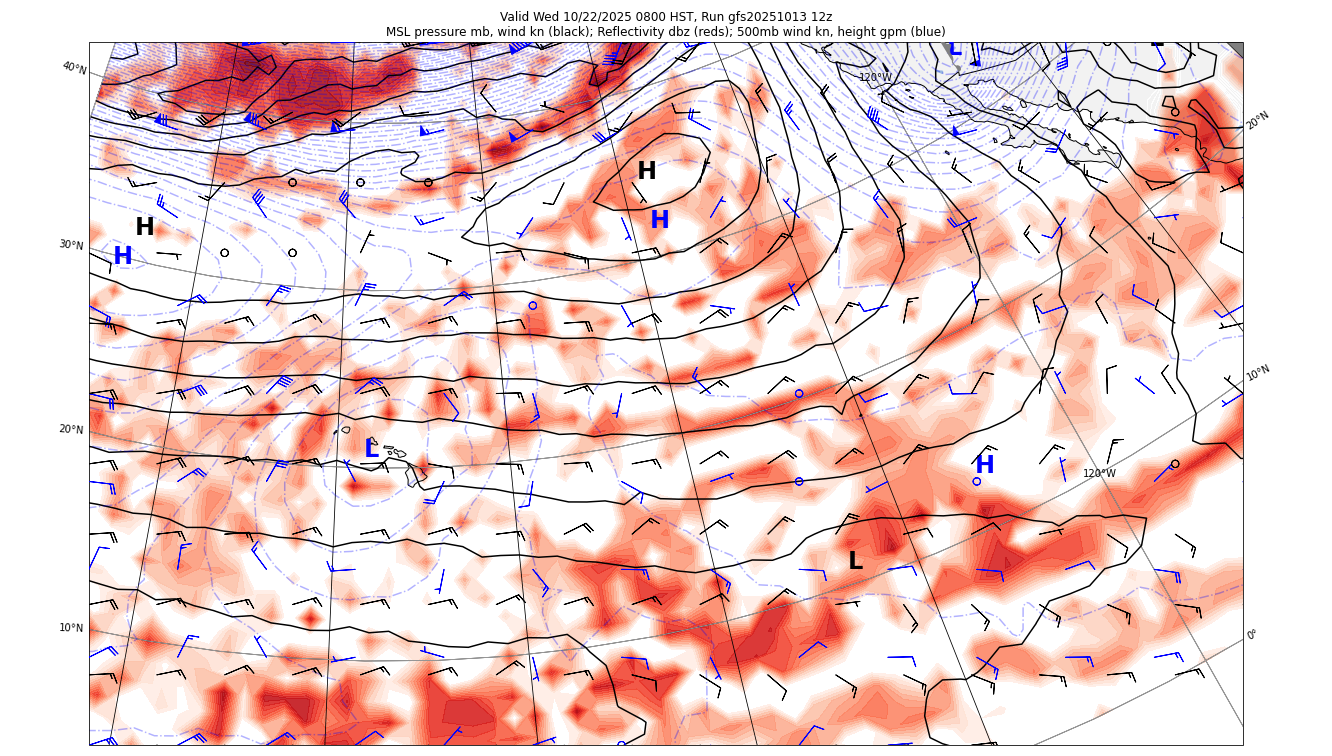 Valid Wed 10/22/2025 0800 HST, Run gfs20251013 12z
MSL pressure mb, wind kn (black); Reflectivity dbz (reds); 500mb wind kn, height gpm (blue)
L
40°N
120°W
20°N
H
H
H
30°N
H
10°N
20°N
L
H
120°W
L
10°N
0°